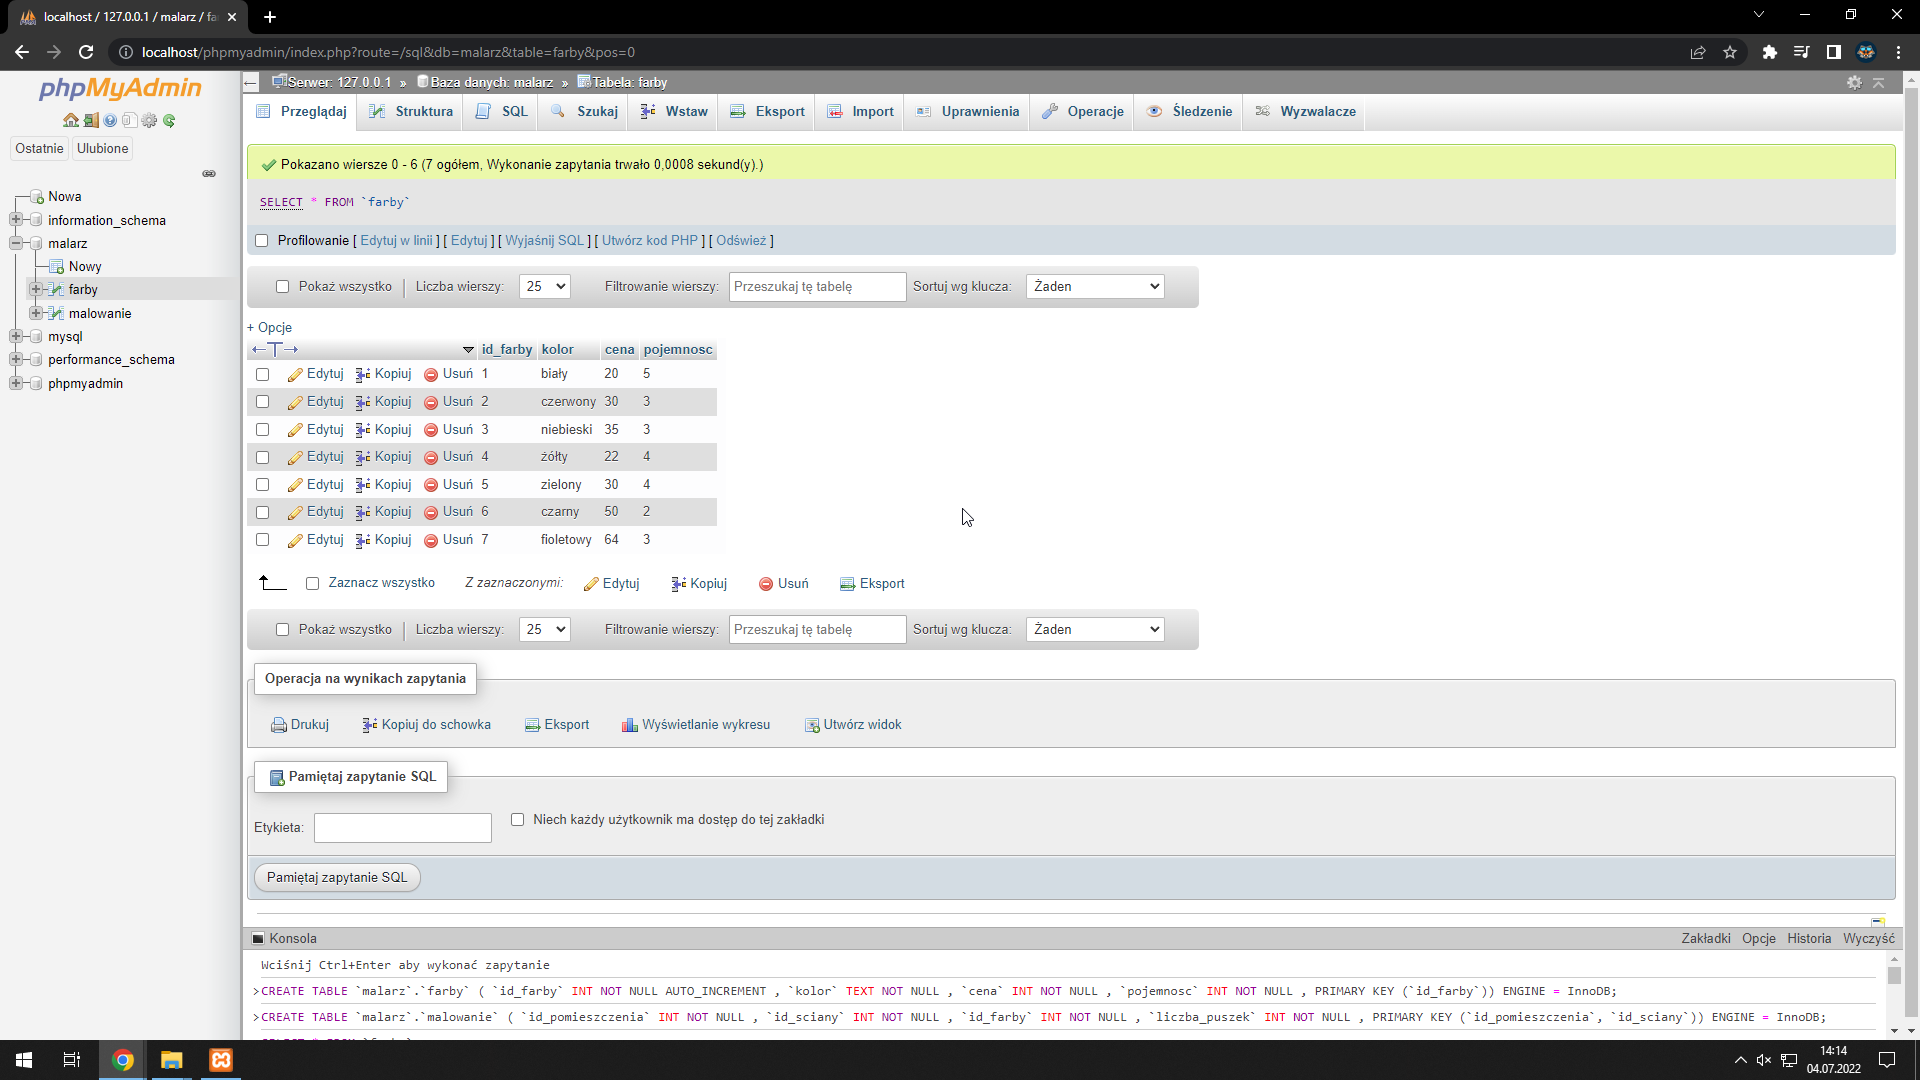 localhost / 127.0.0.1 / malarz / fa
localhost/phpmyadmin/index.php?route=/sql&db=malarz&table=farby&pos=0
phpMyAdmin
Ostatnie Ulubione
Nowa
information_schema
malarz
Nowy
farby
malowanie
mysql
performance_schema
phpmyadmin
Serwer: 127.0.0.1 » Baza danych: malarz » Tabela: farby
Przeglądaj Struktura SQL Szukaj Wstaw Eksport Import Uprawnienia Operacje Śledzenie Wyzwalacze
Pokazano wiersze 0 - 6 (7 ogółem, Wykonanie zapytania trwało 0,0008 sekund(y).)
SELECT * FROM `farby`
Profilowanie [ Edytuj w linii ] [ Edytuj ] [ Wyjaśnij SQL ] [ Utwórz kod PHP ] [ Odśwież ]
Pokaż wszystko | Liczba wierszy: 25 Filtrowanie wierszy: Przeszukaj tę tabelę Sortuj wg klucza: Żaden
+ Opcje
←T→ id_farby kolor cena pojemnosc
Edytuj Kopiuj Usuń 1 biały 20 5
Edytuj Kopiuj Usuń 2 czerwony 30 3
Edytuj Kopiuj Usuń 3 niebieski 35 3
Edytuj Kopiuj Usuń 4 żółty 22 4
Edytuj Kopiuj Usuń 5 zielony 30 4
Edytuj Kopiuj Usuń 6 czarny 50 2
Edytuj Kopiuj Usuń 7 fioletowy 64 3
Zaznacz wszystko Z zaznaczonymi: Edytuj Kopiuj Usuń Eksport
Pokaż wszystko | Liczba wierszy: 25 Filtrowanie wierszy: Przeszukaj tę tabelę Sortuj wg klucza: Żaden
Operacja na wynikach zapytania
Drukuj Kopiuj do schowka Eksport Wyświetlanie wykresu Utwórz widok
Pamiętaj zapytanie SQL
Etykieta: Niech każdy użytkownik ma dostęp do tej zakładki
Pamiętaj zapytanie SQL
Konsola Zakładki Opcje Historia Wyczyść
Wciśnij Ctrl+Enter aby wykonać zapytanie
>CREATE TABLE `malarz`.`farby` ( `id_farby` INT NOT NULL AUTO_INCREMENT , `kolor` TEXT NOT NULL , `cena` INT NOT NULL , `pojemnosc` INT NOT NULL , PRIMARY KEY (`id_farby`)) ENGINE = InnoDB;
>CREATE TABLE `malarz`.`malowanie` ( `id_pomieszczenia` INT NOT NULL , `id_sciany` INT NOT NULL , `id_farby` INT NOT NULL , `liczba_puszek` INT NOT NULL , PRIMARY KEY (`id_pomieszczenia`, `id_sciany`)) ENGINE = InnoDB;
14:14
04.07.2022